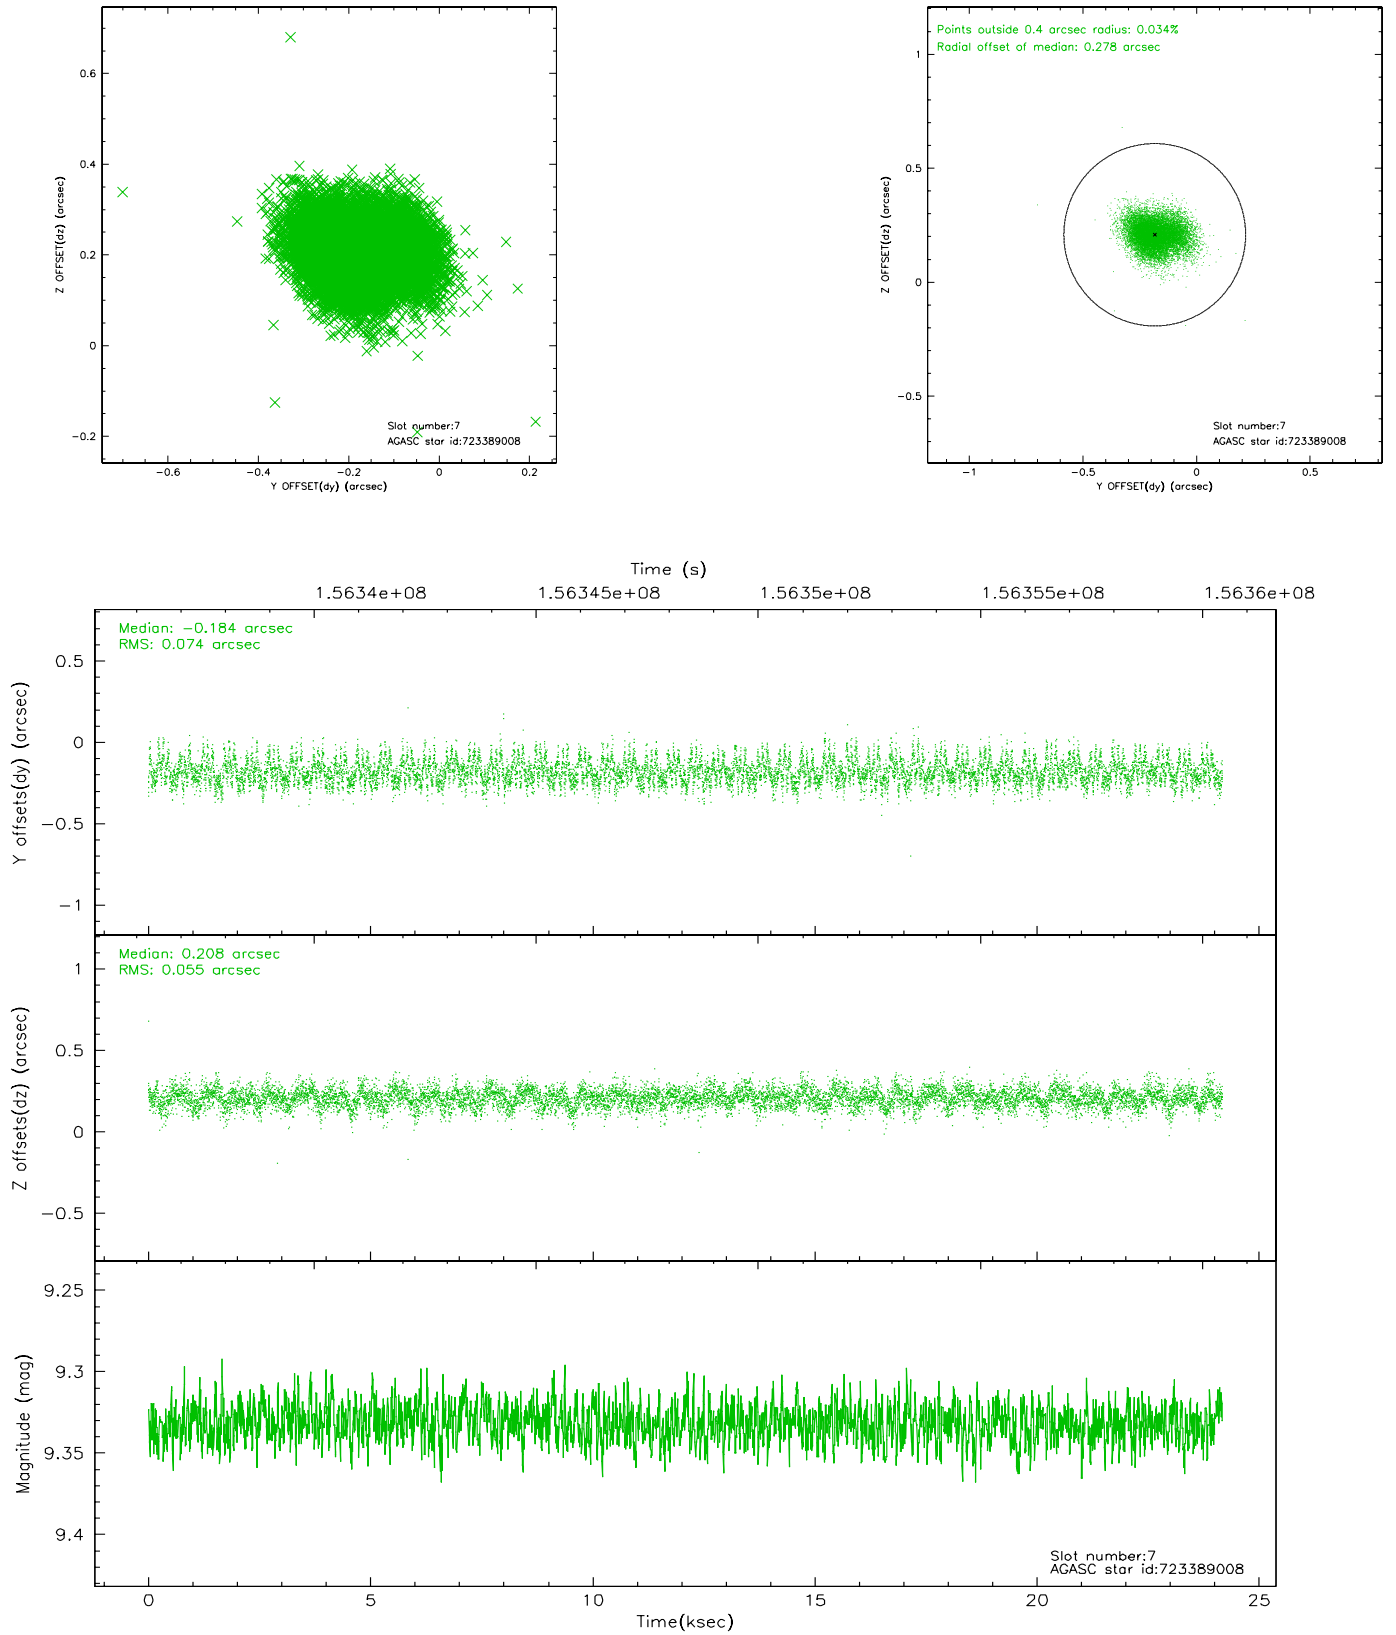 0.6
0.4
0.2
0
−0.2
Z OFFSET(dz) (arcsec)
Slot number:7
AGASC star id:723389008
−0.6 −0.4 −0.2 0 0.2
Y OFFSET(dy) (arcsec)
Points outside 0.4 arcsec radius: 0.034%
Radial offset of median: 0.278 arcsec
1
0.5
0
−0.5
Z OFFSET(dz) (arcsec)
Slot number:7
AGASC star id:723389008
−1 −0.5 0 0.5
Y OFFSET(dy) (arcsec)
Time (s)
1.5634e+08 1.56345e+08 1.5635e+08 1.56355e+08 1.5636e+08
Median: −0.184 arcsec
RMS: 0.074 arcsec
0.5
0
−0.5
−1
Y offsets(dy) (arcsec)
Median: 0.208 arcsec
RMS: 0.055 arcsec
1
0.5
0
−0.5
Z offsets(dz) (arcsec)
9.25
9.3
9.35
9.4
Magnitude (mag)
Slot number:7
AGASC star id:723389008
0 5 10 15 20 25
Time(ksec)